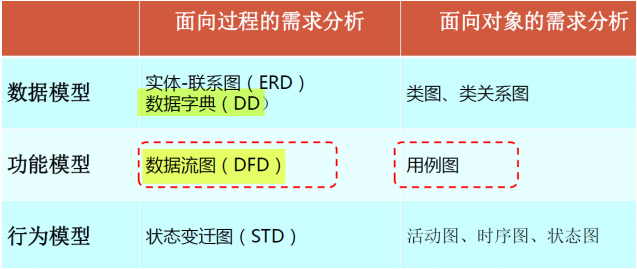 面向过程的需求分析 面向对象的需求分析
数据模型 实体-联系图（ERD）
数据字典（DD） 类图、类关系图
功能模型 数据流图（DFD） 用例图
行为模型 状态变迁图（STD） 活动图、时序图、状态图